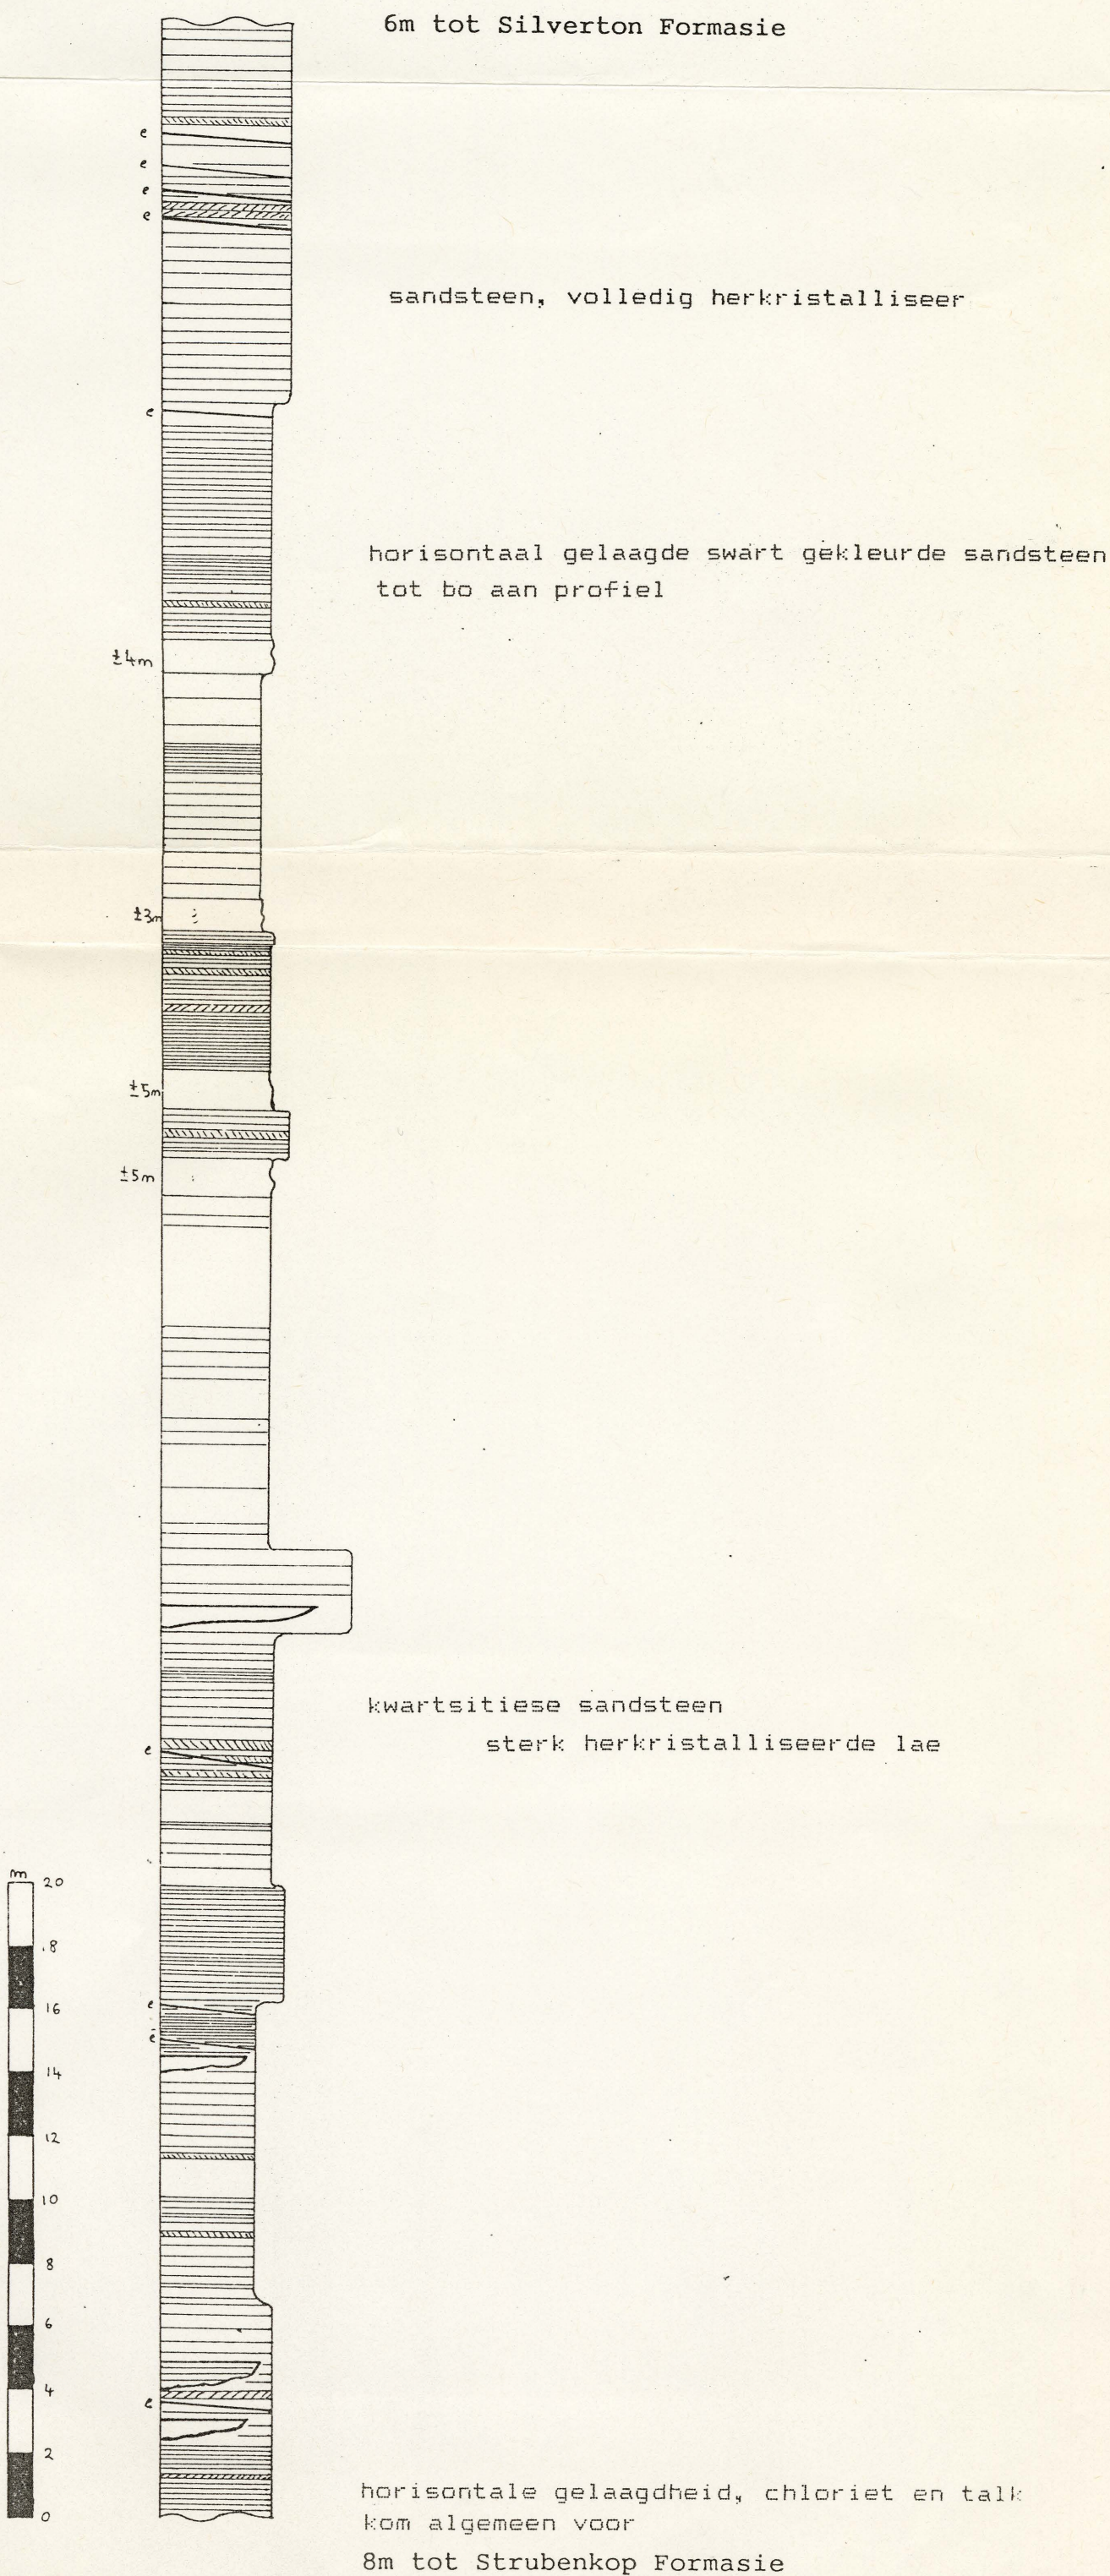 6m tot Silverton Formasie
e
e
e
e
sandsteen, volledig herkristalliseer
e
horisontaal gelaagde swart gekleurde sandsteen
tot bo aan profiel
±4m
±3m
±5m
±5m
kwartsitiese sandsteen
sterk herkristalliseerde lae
e
m
20
18
16
e
e
14
12
10
8
6
4
e
2
0
horisontale gelaagdheid, chloriet en talk
kom algemeen voor
8m tot Strubenkop Formasie